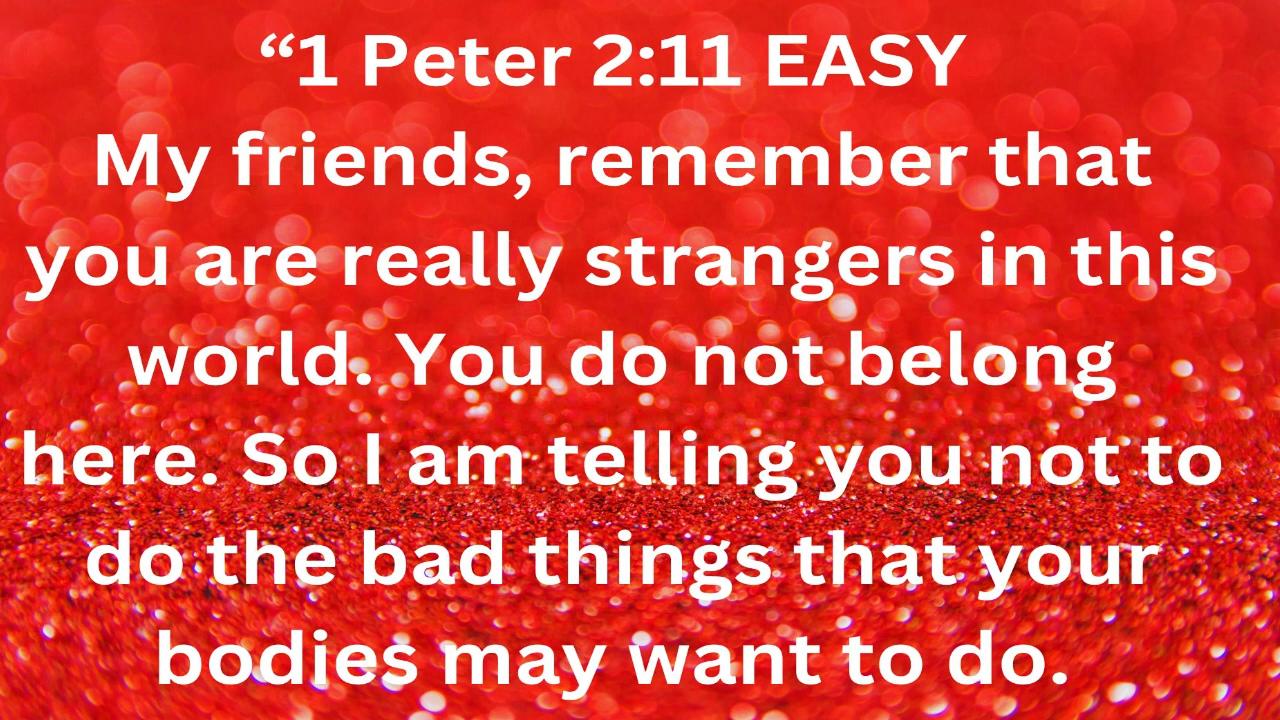 “1 Peter 2:11 EASY
My friends, remember that
you are really strangers in this
world. You do not belong
here. So I am telling you not to
do the bad things that your
bodies may want to do.